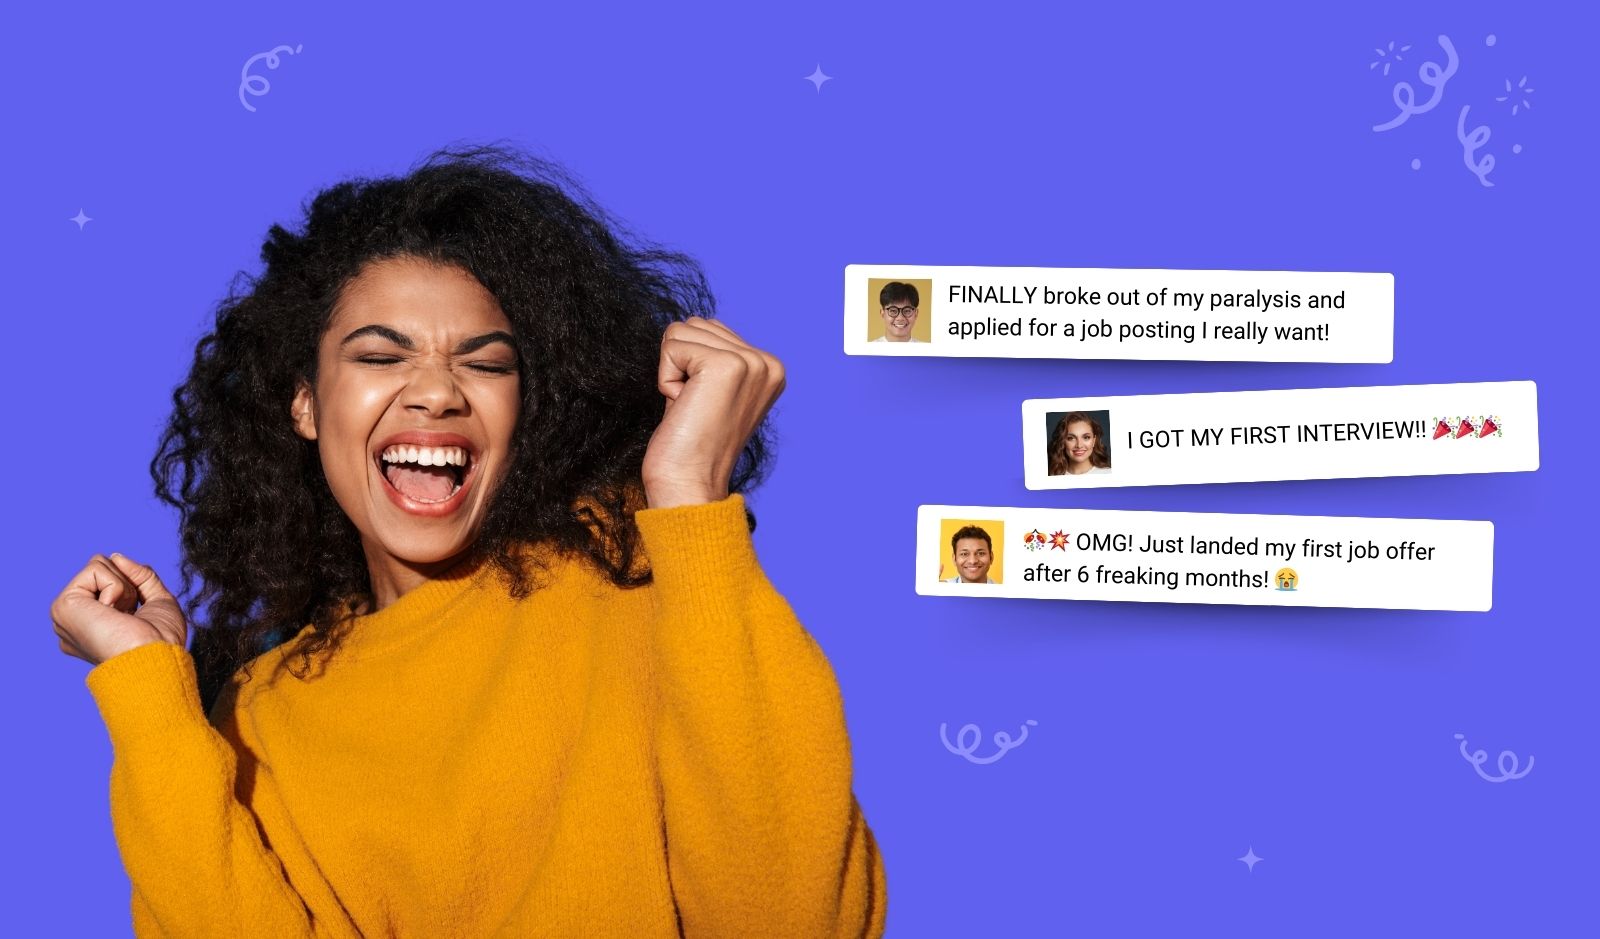 FINALLY broke out of my paralysis and
applied for a job posting I really want!
I GOT MY FIRST INTERVIEW!! 🎉🎉🎉
🎊💥 OMG! Just landed my first job offer
after 6 freaking months! 😭